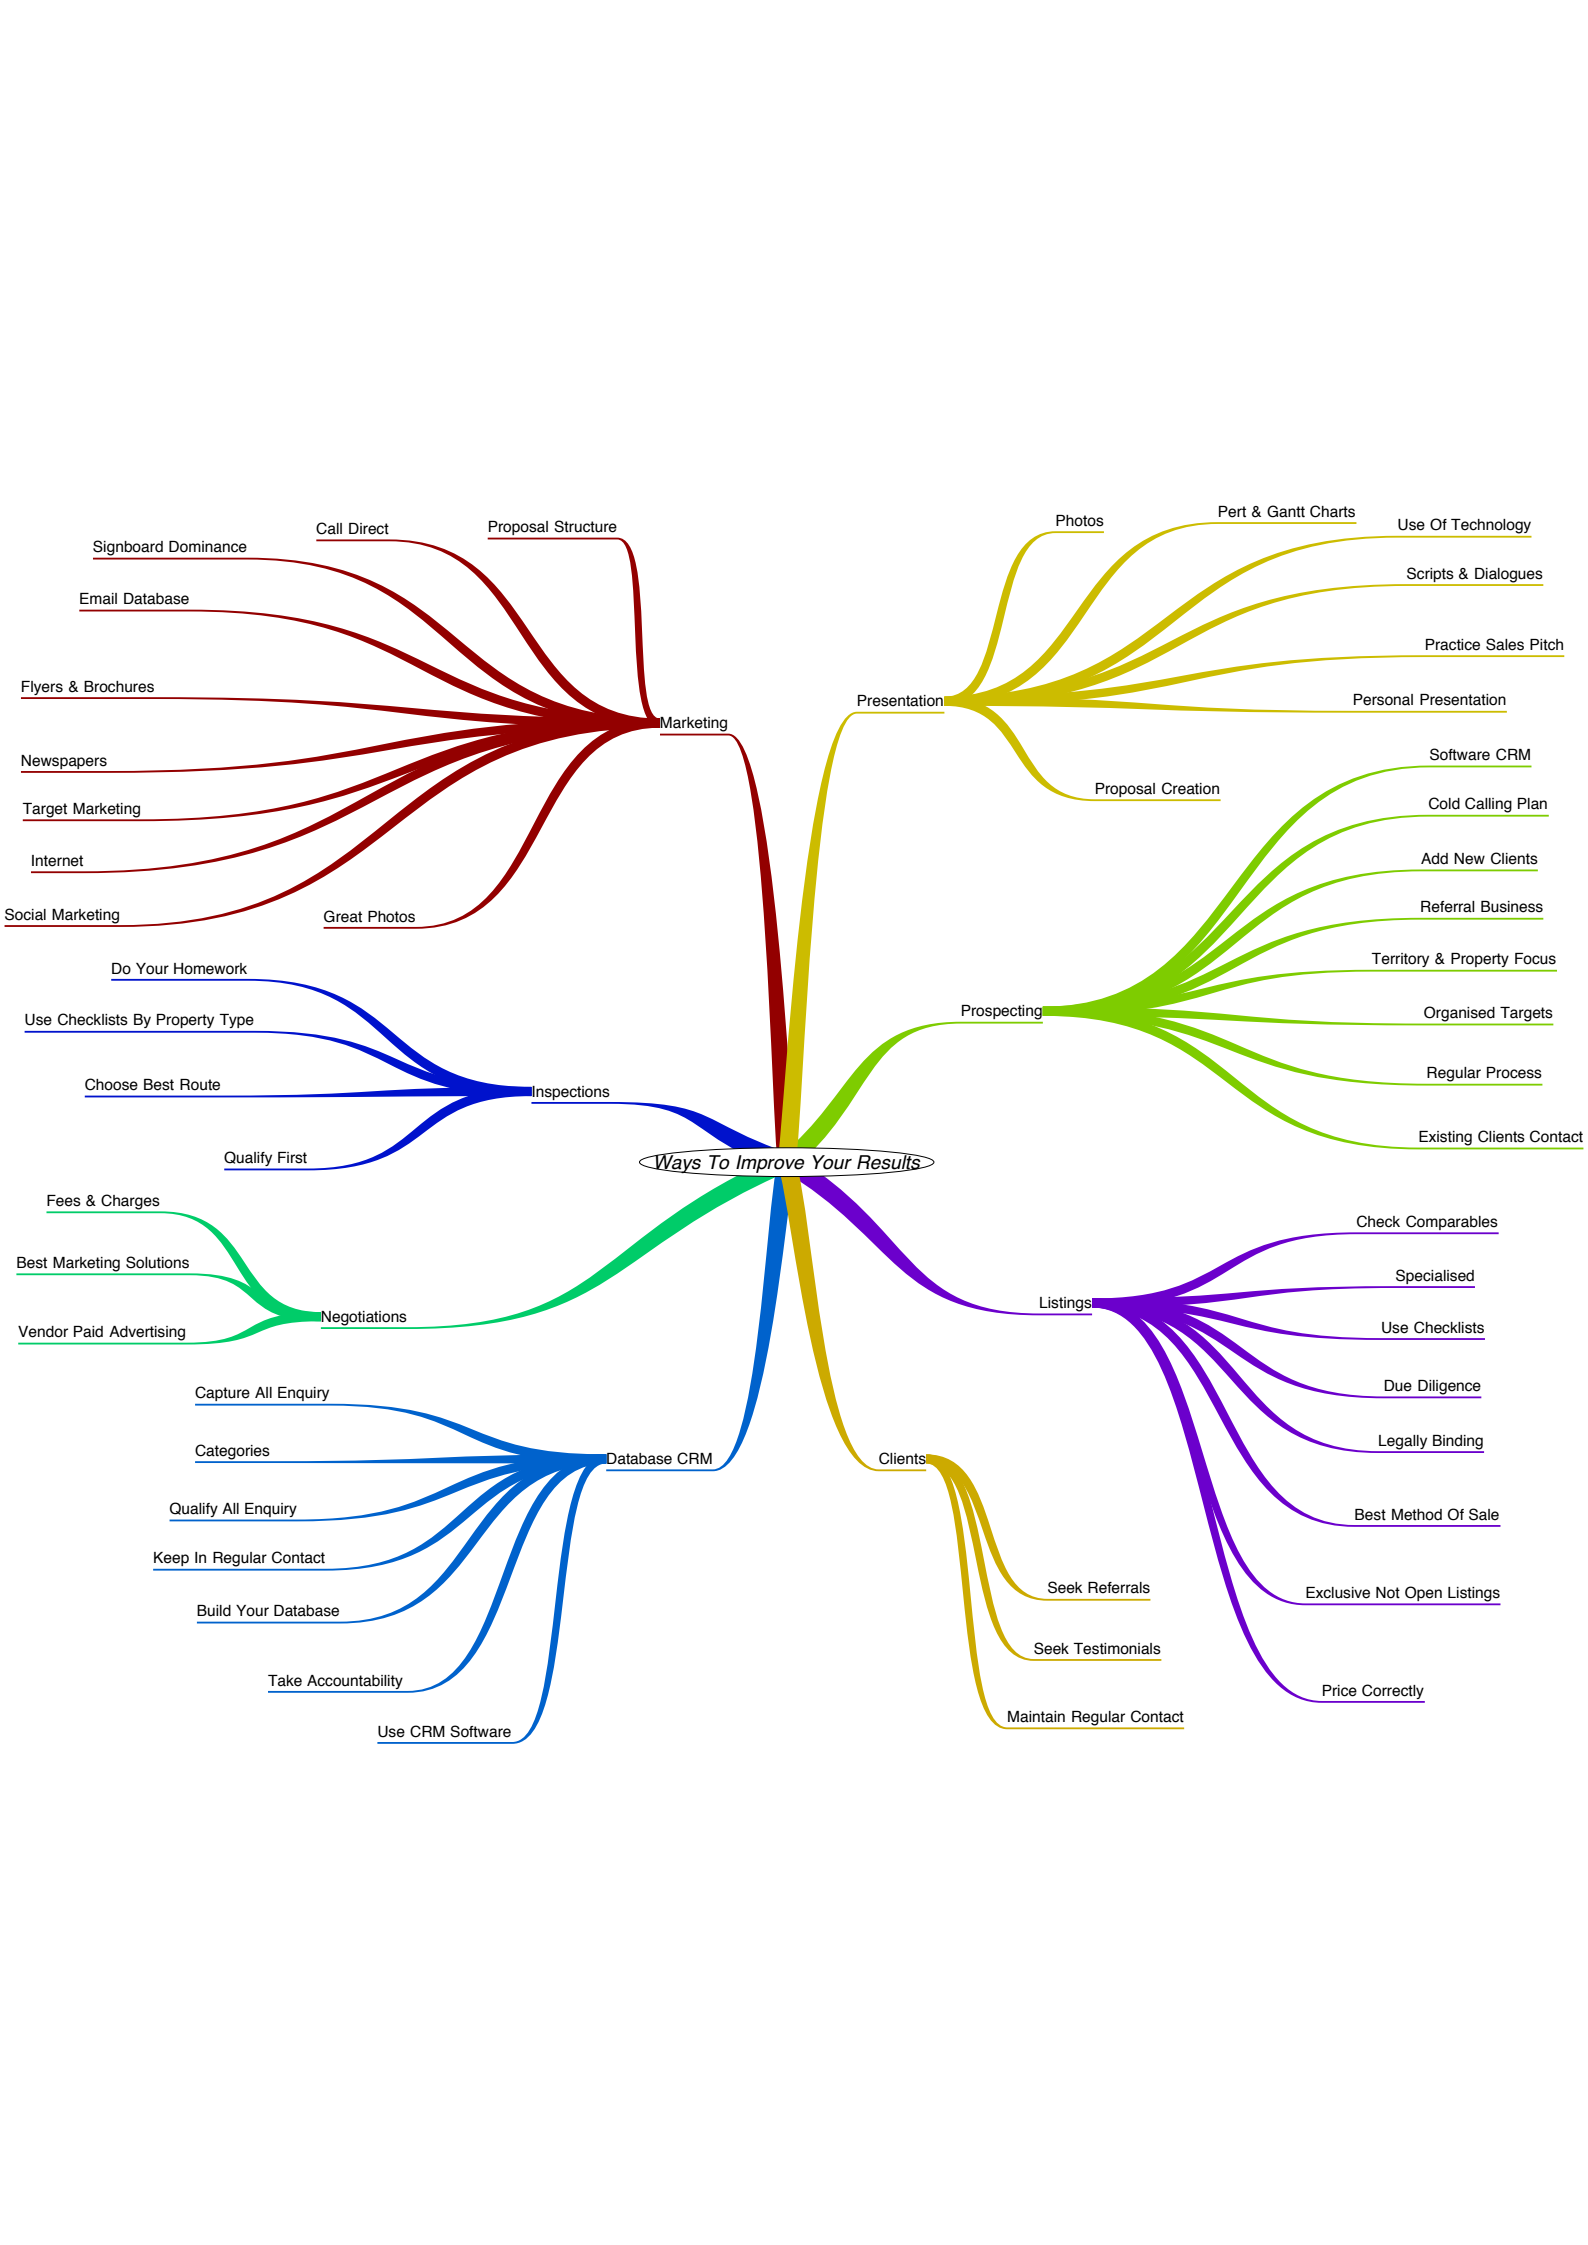 Ways To Improve Your Results
Marketing
Proposal Structure
Call Direct
Signboard Dominance
Email Database
Flyers & Brochures
Newspapers
Target Marketing
Internet
Social Marketing
Great Photos
Inspections
Do Your Homework
Use Checklists By Property Type
Choose Best Route
Qualify First
Negotiations
Fees & Charges
Best Marketing Solutions
Vendor Paid Advertising
Database CRM
Capture All Enquiry
Categories
Qualify All Enquiry
Keep In Regular Contact
Build Your Database
Take Accountability
Use CRM Software
Presentation
Photos
Pert & Gantt Charts
Use Of Technology
Scripts & Dialogues
Practice Sales Pitch
Personal Presentation
Proposal Creation
Prospecting
Software CRM
Cold Calling Plan
Add New Clients
Referral Business
Territory & Property Focus
Organised Targets
Regular Process
Existing Clients Contact
Listings
Check Comparables
Specialised
Use Checklists
Due Diligence
Legally Binding
Best Method Of Sale
Exclusive Not Open Listings
Price Correctly
Clients
Seek Referrals
Seek Testimonials
Maintain Regular Contact